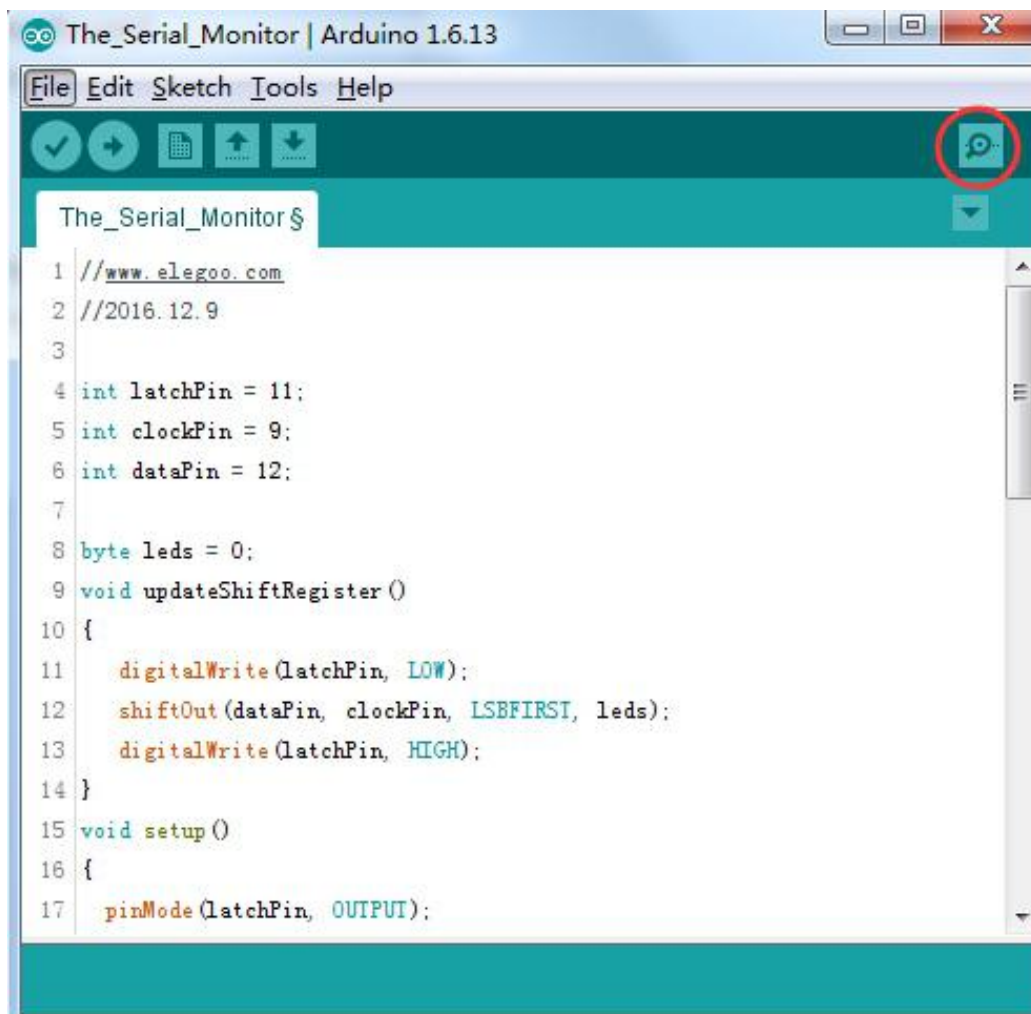 The_Serial_Monitor | Arduino 1.6.13
File Edit Sketch Tools Help
The_Serial_Monitor §
1 //www.elegoo.com
2 //2016.12.9
3
4 int latchPin = 11;
5 int clockPin = 9;
6 int dataPin = 12;
7
8 byte leds = 0;
9 void updateShiftRegister()
10 {
11 digitalWrite(latchPin, LOW);
12 shiftOut(dataPin, clockPin, LSBFIRST, leds);
13 digitalWrite(latchPin, HIGH);
14 }
15 void setup()
16 {
17 pinMode(latchPin, OUTPUT);